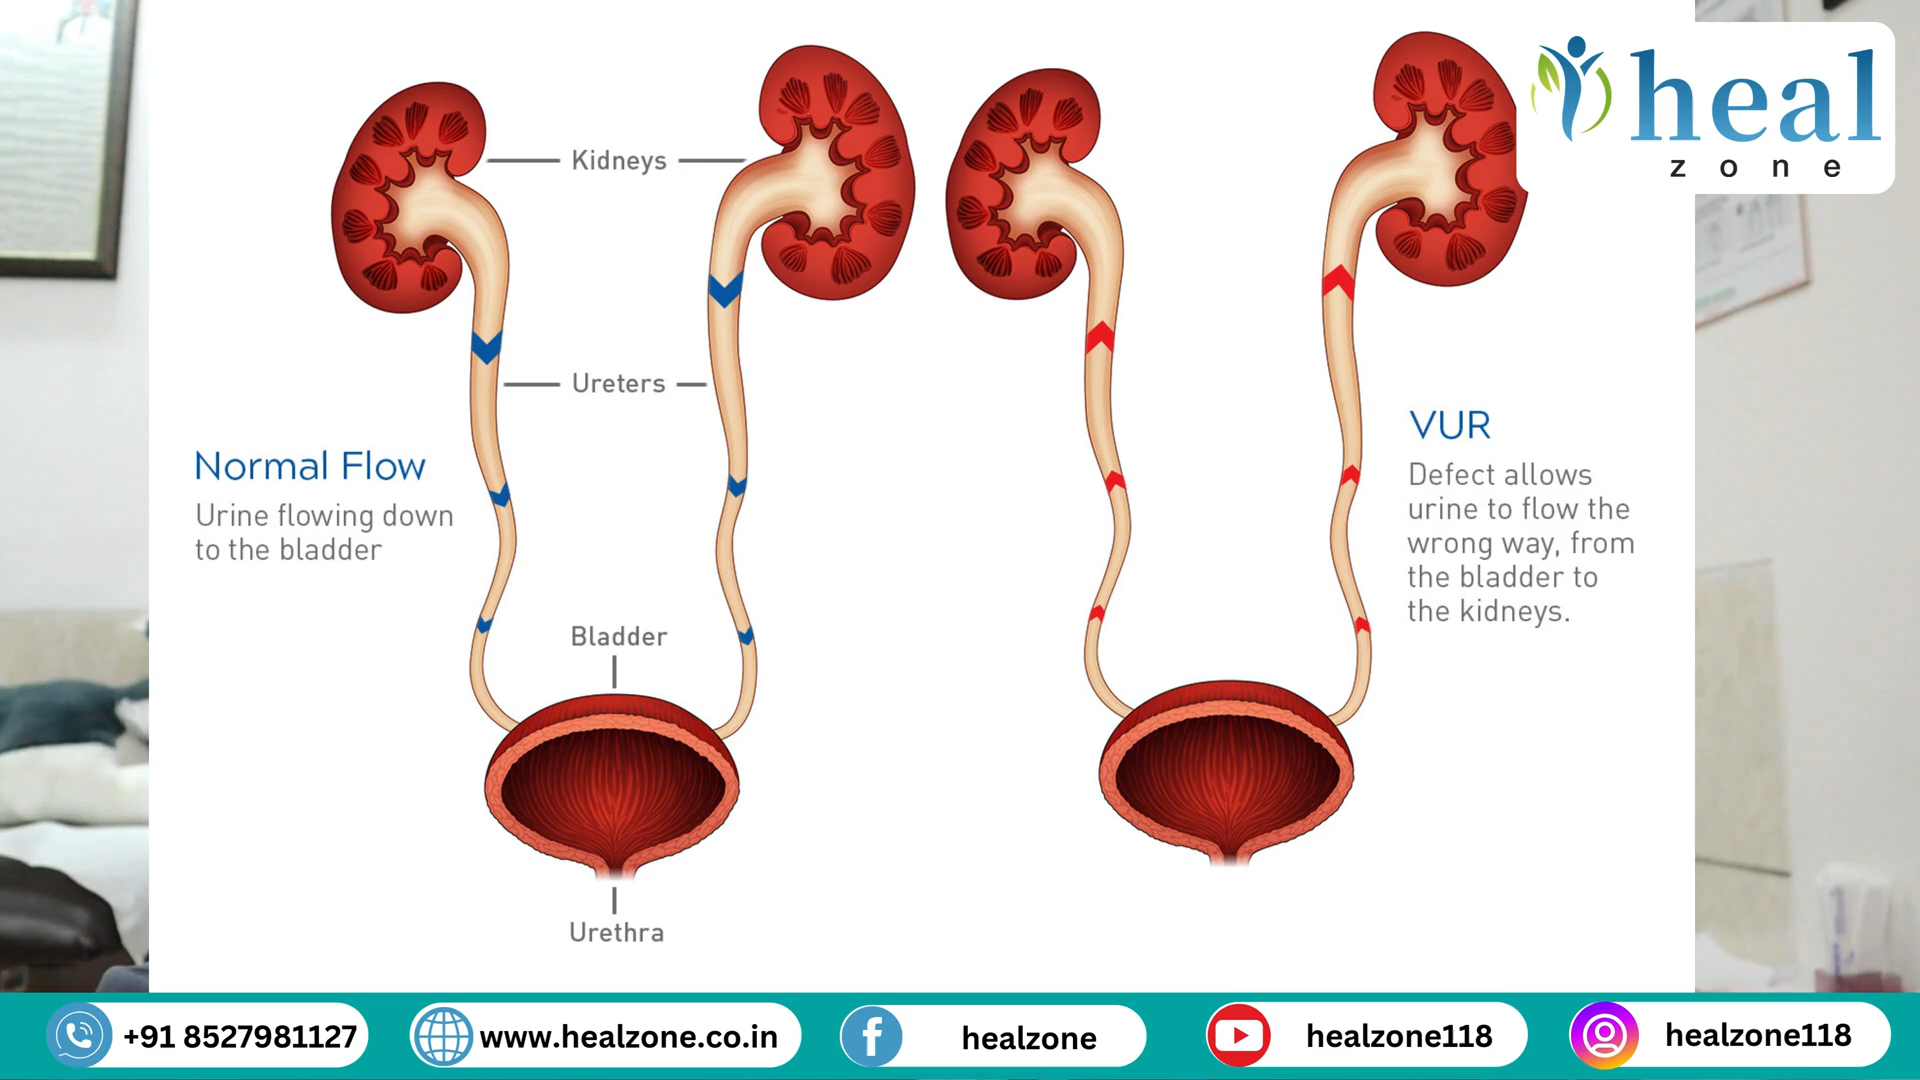 heal
zone
Kidneys
Ureters
Normal Flow
Urine flowing down
to the bladder
Bladder
Urethra
VUR
Defect allows
urine to flow the
wrong way, from
the bladder to
the kidneys.
+91 8527981127
www.healzone.co.in
healzone
healzone118
healzone118